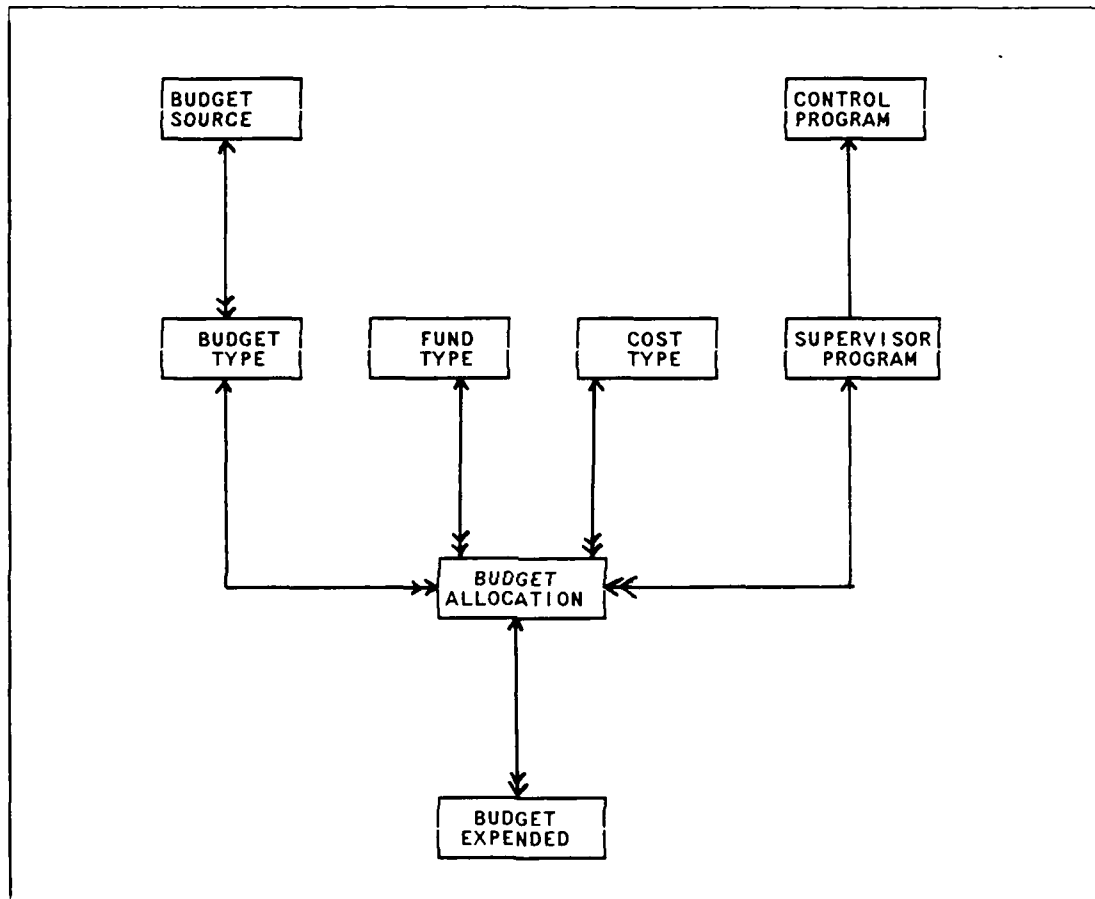 BUDGET
SOURCE
CONTROL
PROGRAM
BUDGET
TYPE
FUND
TYPE
COST
TYPE
SUPERVISOR
PROGRAM
BUDGET
ALLOCATION
BUDGET
EXPENDED